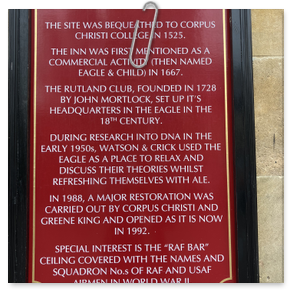 THE SITE WAS BEQUEATHED TO CORPUS
CHRISTI COLLEGE IN 1525.
THE INN WAS FIRST MENTIONED AS A
COMMERCIAL ACTIVITY (THEN NAMED
EAGLE & CHILD) IN 1667.
THE RUTLAND CLUB, FOUNDED IN 1728
BY JOHN MORTLOCK, SET UP IT'S
HEADQUARTERS IN THE EAGLE IN THE
18TH CENTURY.
DURING RESEARCH INTO DNA IN THE
EARLY 1950s, WATSON & CRICK USED THE
EAGLE AS A PLACE TO RELAX AND
DISCUSS THEIR THEORIES WHILST
REFRESHING THEMSELVES WITH ALE.
IN 1988, A MAJOR RESTORATION WAS
CARRIED OUT BY CORPUS CHRISTI AND
GREENE KING AND OPENED AS IT IS NOW
IN 1992.
SPECIAL INTEREST IS THE "RAF BAR"
CEILING COVERED WITH THE NAMES AND
SQUADRON No.s OF RAF AND USAF
AIRMEN IN WORLD WAR II